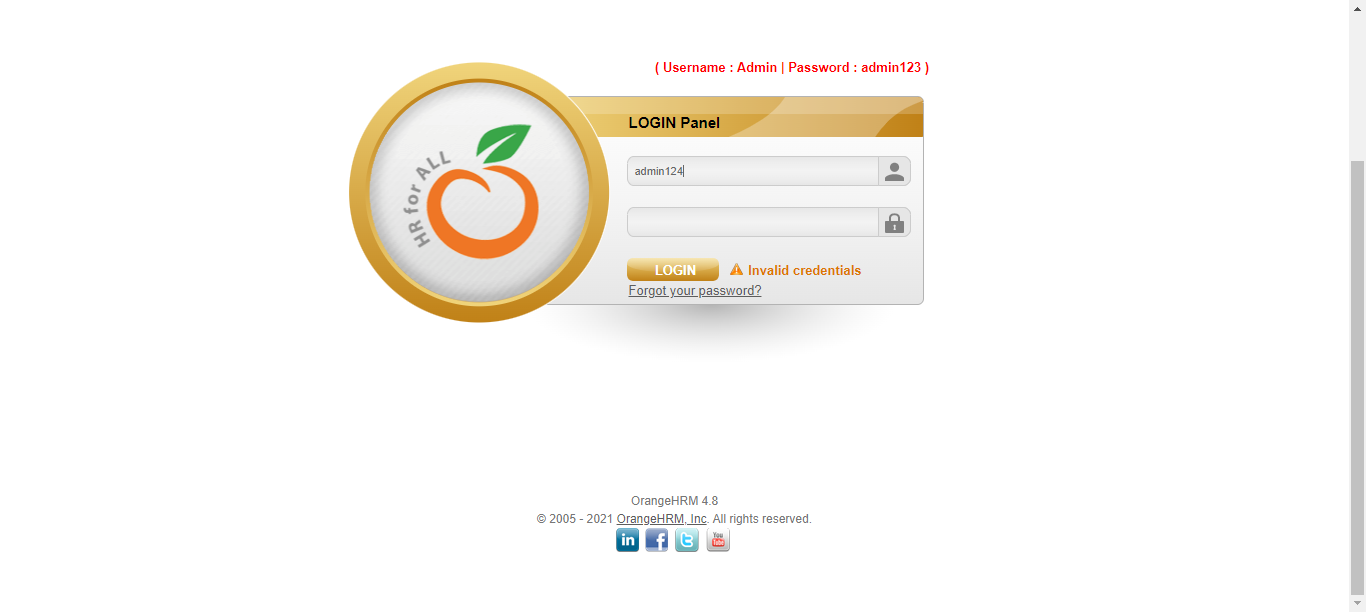 ( Username : Admin | Password : admin123 )
LOGIN Panel
HR for ALL
admin124
LOGIN
Invalid credentials
Forgot your password?
OrangeHRM 4.8
© 2005 - 2021 OrangeHRM, Inc. All rights reserved.
in f t You Tube